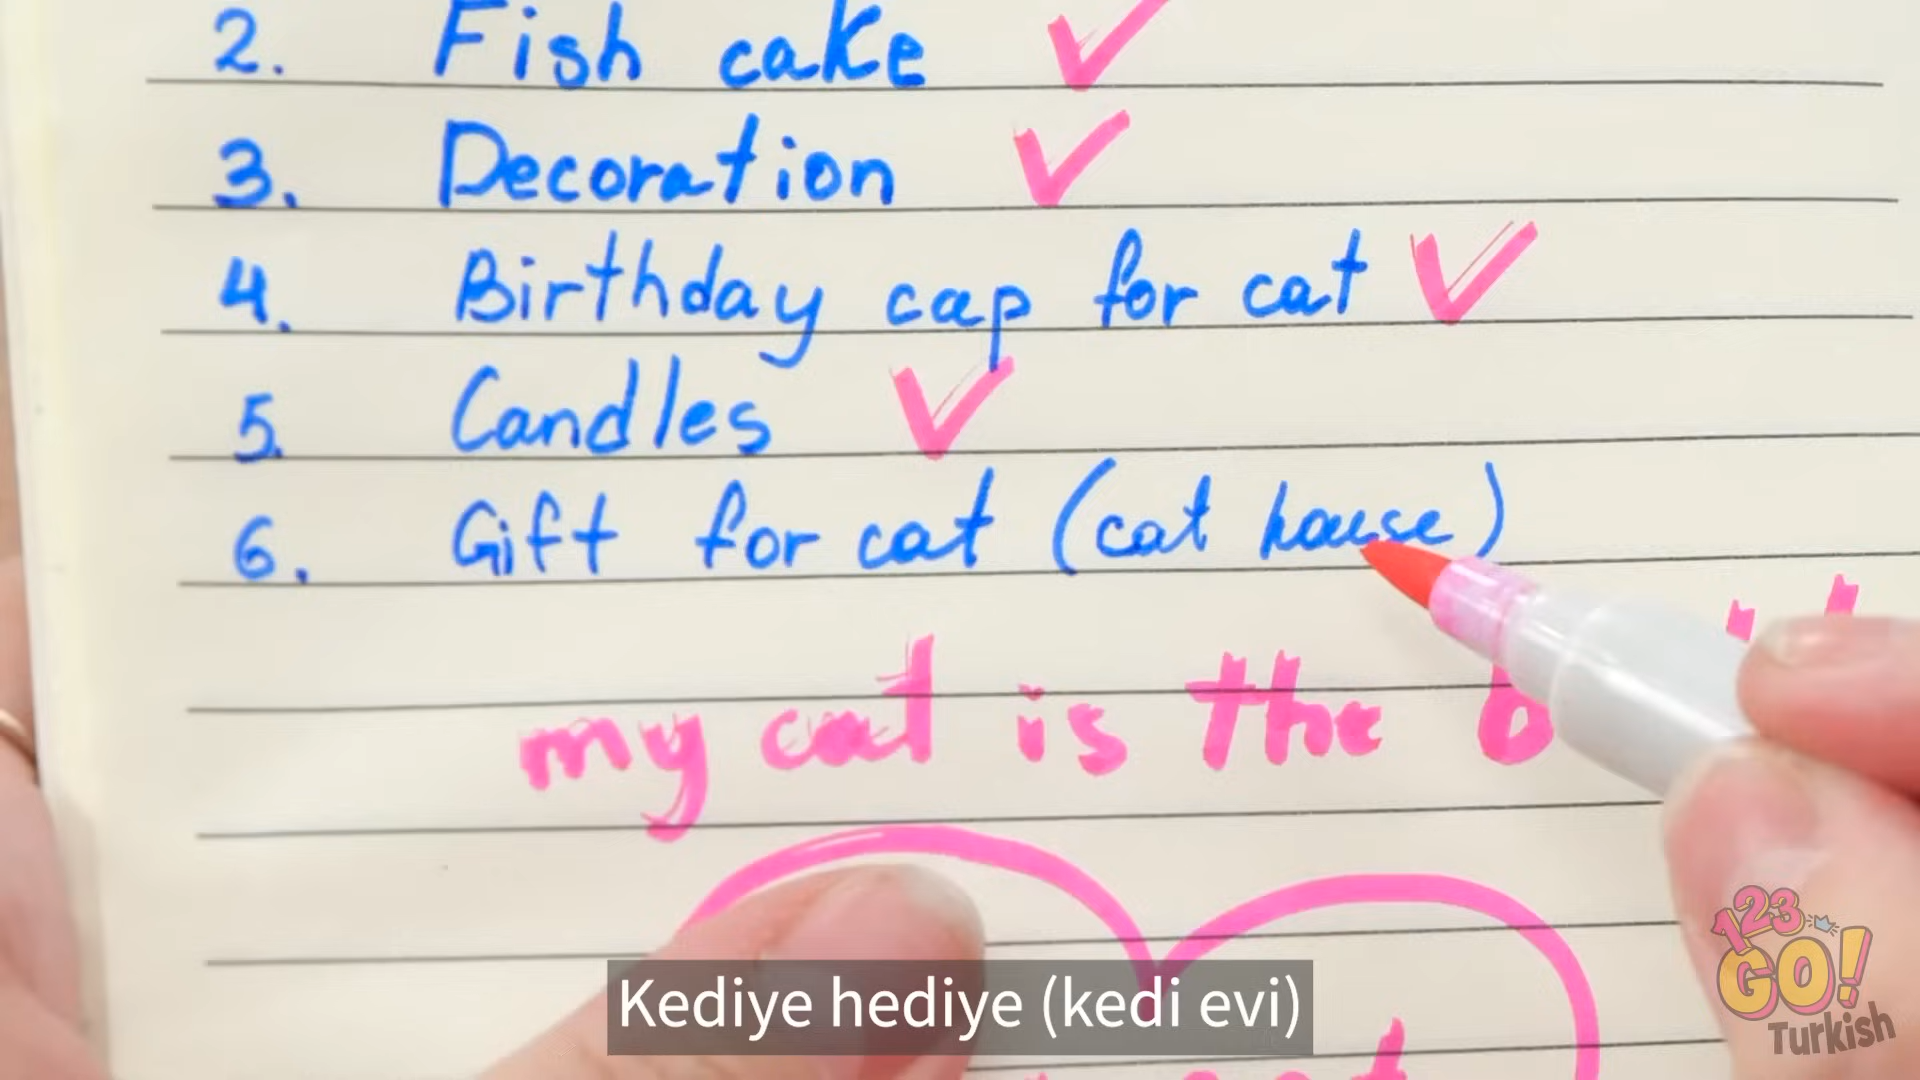 2. Fish cake
3. Decoration
4. Birthday cap for cat
5. Candles
6. Gift for cat (cat house)
my cat is the
Kediye hediye (kedi evi)
123
GO!
Turkish